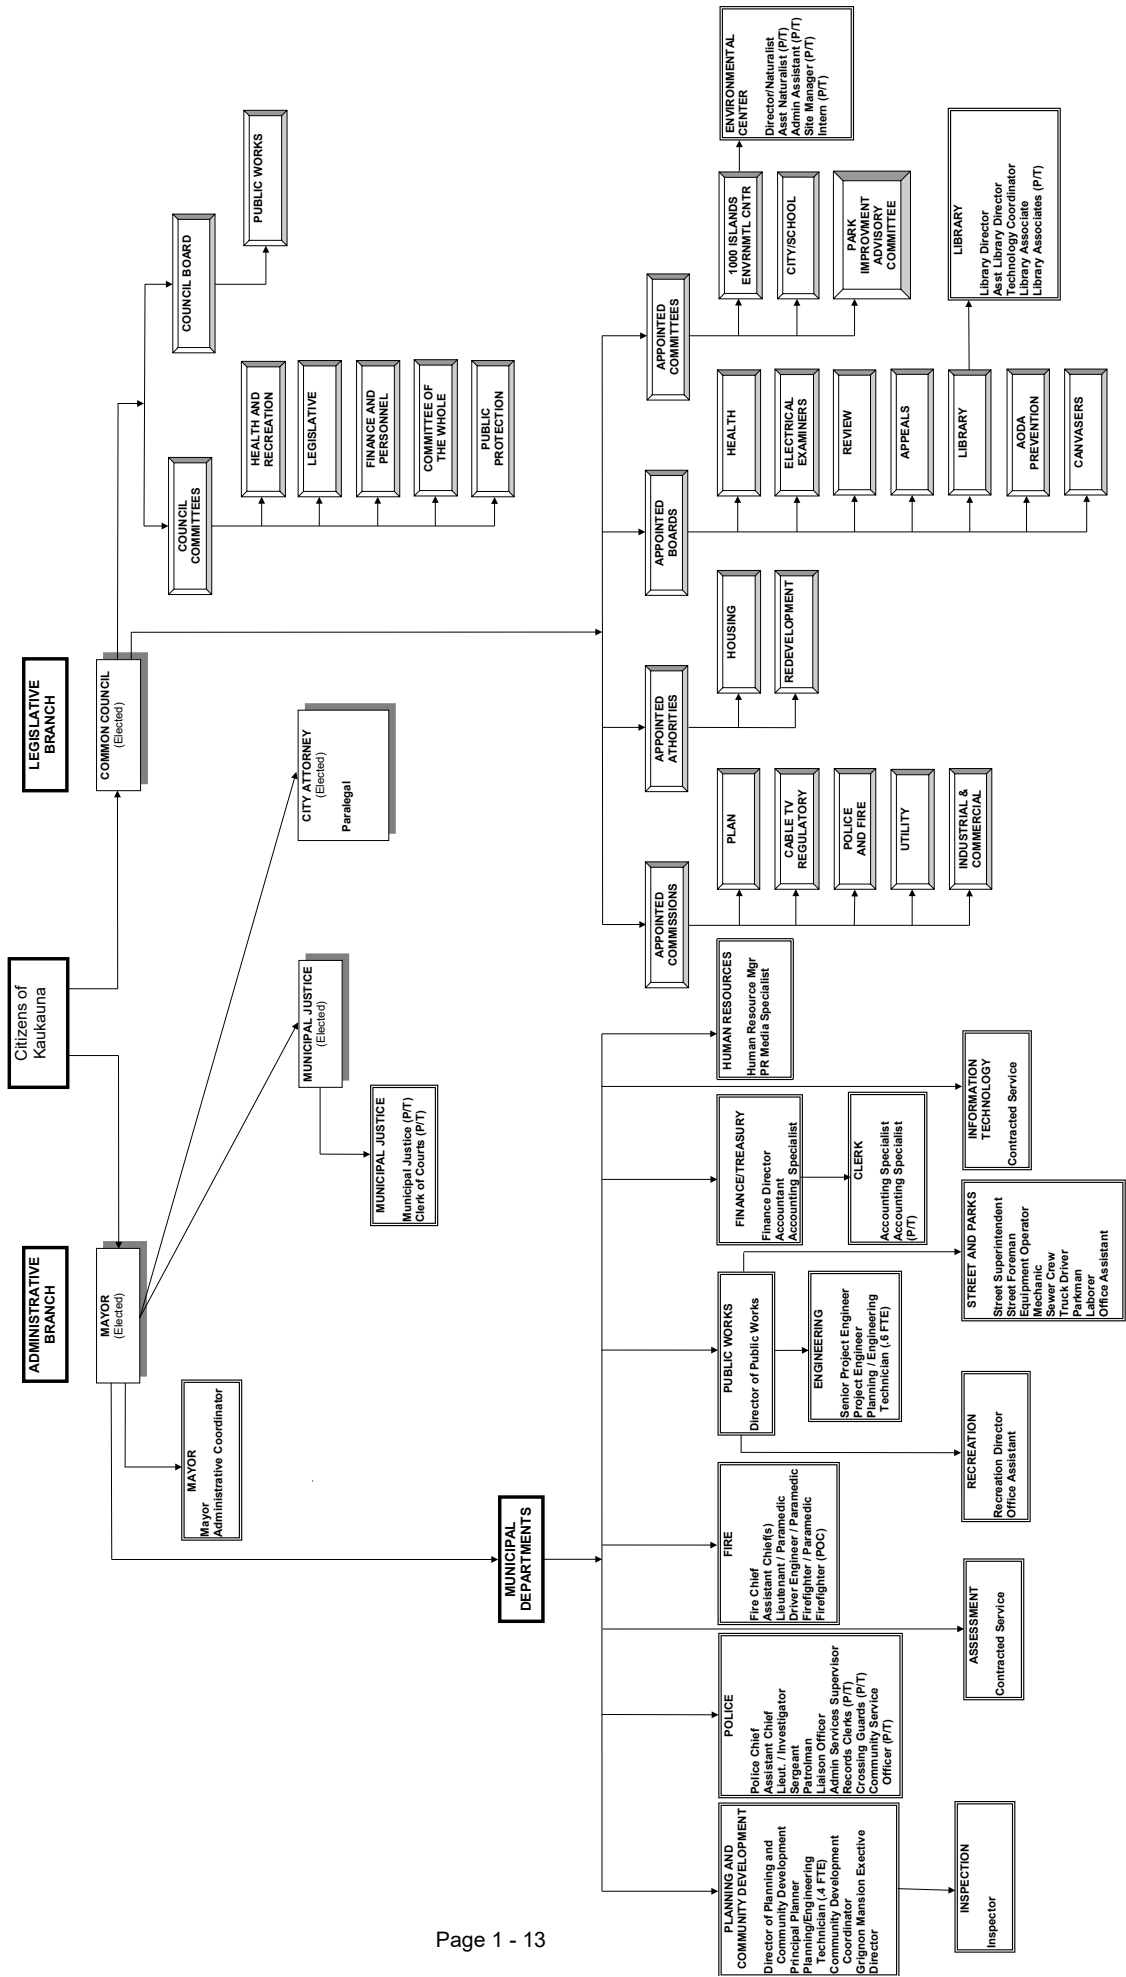 Citizens of
Kaukauna
ADMINISTRATIVE
BRANCH
LEGISLATIVE
BRANCH
MAYOR
(Elected)
COMMON COUNCIL
(Elected)
MAYOR
Mayor
Administrative Coordinator
MUNICIPAL JUSTICE
(Elected)
MUNICIPAL JUSTICE
Municipal Justice (P/T)
Clerk of Courts (P/T)
CITY ATTORNEY
(Elected)
Paralegal
COUNCIL
COMMITTEES
HEALTH AND
RECREATION
LEGISLATIVE
FINANCE AND
PERSONNEL
COMMITTEE OF
THE WHOLE
PUBLIC
PROTECTION
COUNCIL BOARD
PUBLIC WORKS
MUNICIPAL
DEPARTMENTS
PLANNING AND
COMMUNITY DEVELOPMENT
Director of Planning and
Community Development
Principal Planner
Planning/Engineering
Technician (.4 FTE)
Community Development
Coordinator
Grignon Mansion Exective
Director
INSPECTION
Inspector
POLICE
Police Chief
Assistant Chief
Lieut. / Investigator
Sergeant
Patrolman
Liaison Officer
Admin Services Supervisor
Records Clerks (P/T)
Crossing Guards (P/T)
Community Service
Officer (P/T)
ASSESSMENT
Contracted Service
FIRE
Fire Chief
Assistant Chief(s)
Lieutenant / Paramedic
Driver Engineer / Paramedic
Firefighter / Paramedic
Firefighter (POC)
PUBLIC WORKS
Director of Public Works
RECREATION
Recreation Director
Office Assistant
ENGINEERING
Senior Project Engineer
Project Engineer
Planning / Engineering
Technician (.6 FTE)
STREET AND PARKS
Street Superintendent
Street Foreman
Equipment Operator
Mechanic
Sewer Crew
Truck Driver
Parkman
Laborer
Office Assistant
FINANCE/TREASURY
Finance Director
Accountant
Accounting Specialist
CLERK
Accounting Specialist
Accounting Specialist
(P/T)
INFORMATION
TECHNOLOGY
Contracted Service
HUMAN RESOURCES
Human Resource Mgr
PR Media Specialist
APPOINTED
COMMISSIONS
PLAN
CABLE TV
REGULATORY
POLICE
AND FIRE
UTILITY
INDUSTRIAL &
COMMERCIAL
APPOINTED
ATHORITIES
HOUSING
REDEVELOPMENT
APPOINTED
BOARDS
HEALTH
ELECTRICAL
EXAMINERS
REVIEW
APPEALS
LIBRARY
AODA
PREVENTION
CANVASERS
LIBRARY
Library Director
Asst Library Director
Technology Coordinator
Library Associate
Library Associates (P/T)
APPOINTED
COMMITTEES
1000 ISLANDS
ENVRNMTL CNTR
CITY/SCHOOL
PARK
IMPROVMENT
ADVISORY
COMMITTEE
ENVIRONMENTAL
CENTER
Director/Naturalist
Asst Naturalist (P/T)
Admin Assistant (P/T)
Site Manager (P/T)
Intern (P/T)
Page 1 - 13